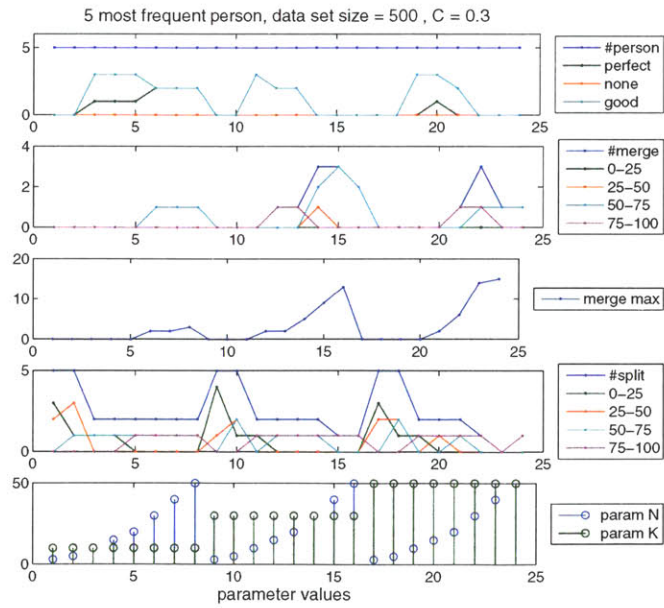 5 most frequent person, data set size = 500 , C = 0.3
5
0
0 5 10 15 20 25
#person
perfect
none
good
4
2
0
0 5 10 15 20 25
#merge
0-25
25-50
50-75
75-100
20
10
0
0 5 10 15 20 25
merge max
5
0
0 5 10 15 20 25
#split
0-25
25-50
50-75
75-100
50
0
0 5 10 15 20 25
param N
param K
parameter values